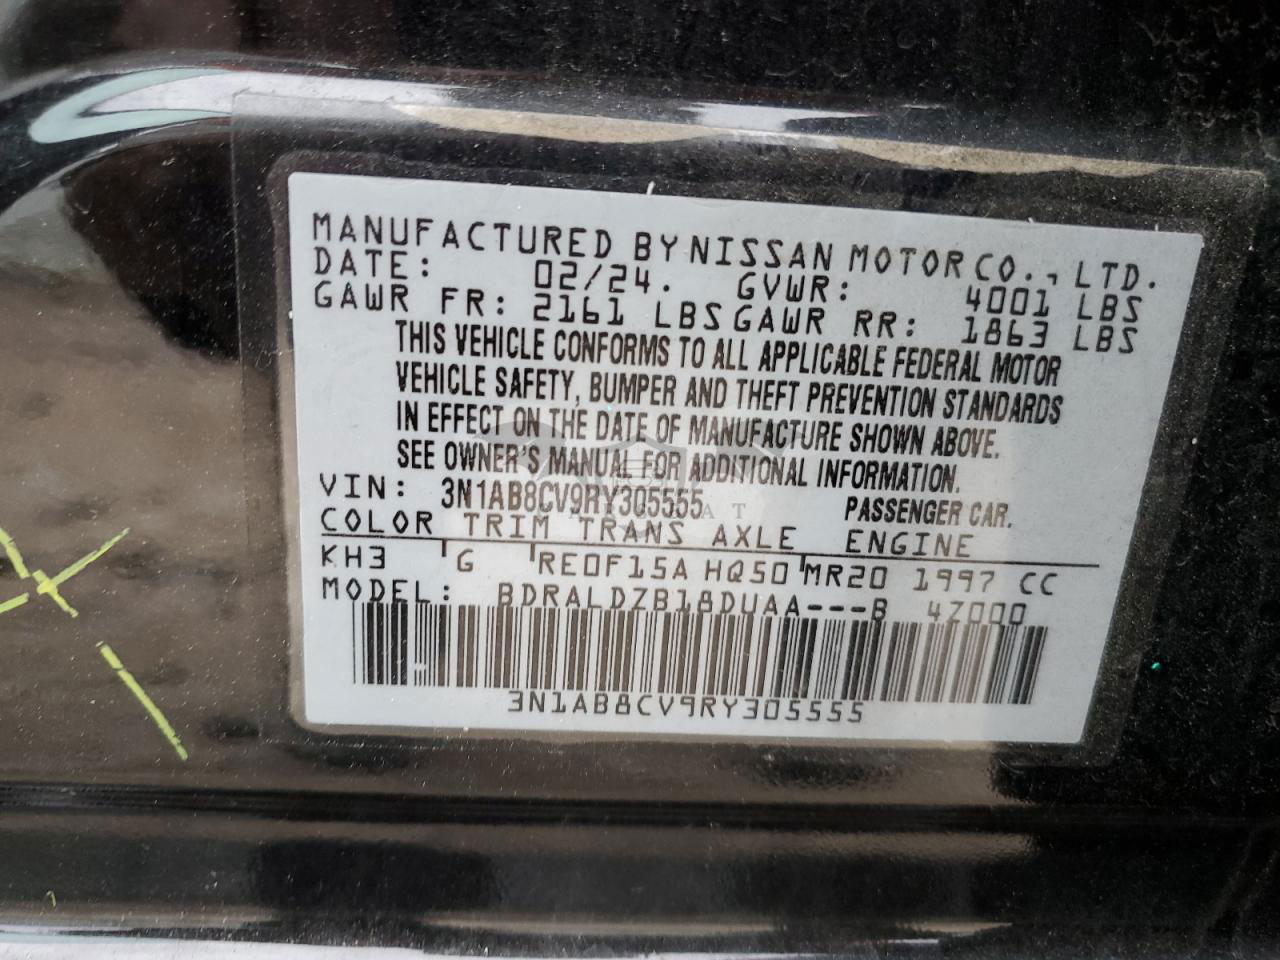 MANUFACTURED BY NISSAN MOTOR CO., LTD.
DATE: 02/24. GVWR: 4001 LBS
GAWR FR: 2161 LBS GAWR RR: 1863 LBS
THIS VEHICLE CONFORMS TO ALL APPLICABLE FEDERAL MOTOR
VEHICLE SAFETY, BUMPER AND THEFT PREVENTION STANDARDS
IN EFFECT ON THE DATE OF MANUFACTURE SHOWN ABOVE.
SEE OWNER'S MANUAL FOR ADDITIONAL INFORMATION.
VIN: 3N1AB8CV9RY305555 PASSENGER CAR.
COLOR TRIM TRANS AXLE ENGINE
KH3 G RE0F15A HQ50 MR20 1997 CC
MODEL: BDRALDZB18DUAA---B 4Z000
3N1AB8CV9RY305555